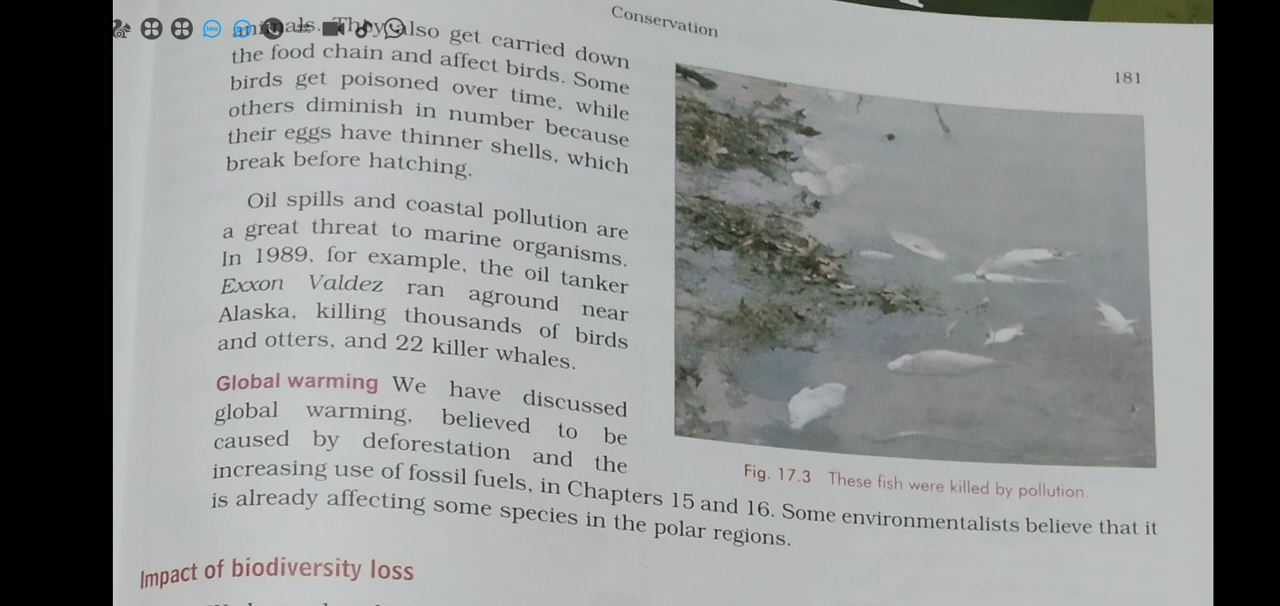 Conservation
181
animals. They also get carried down
the food chain and affect birds. Some
birds get poisoned over time, while
others diminish in number because
their eggs have thinner shells, which
break before hatching.
Oil spills and coastal pollution are
a great threat to marine organisms.
In 1989, for example, the oil tanker
Exxon Valdez ran aground near
Alaska, killing thousands of birds
and otters, and 22 killer whales.
Global warming We have discussed
global warming, believed to be
caused by deforestation and the
increasing use of fossil fuels, in Chapters 15 and 16. Some environmentalists believe that it
is already affecting some species in the polar regions.
Fig. 17.3 These fish were killed by pollution.
Impact of biodiversity loss